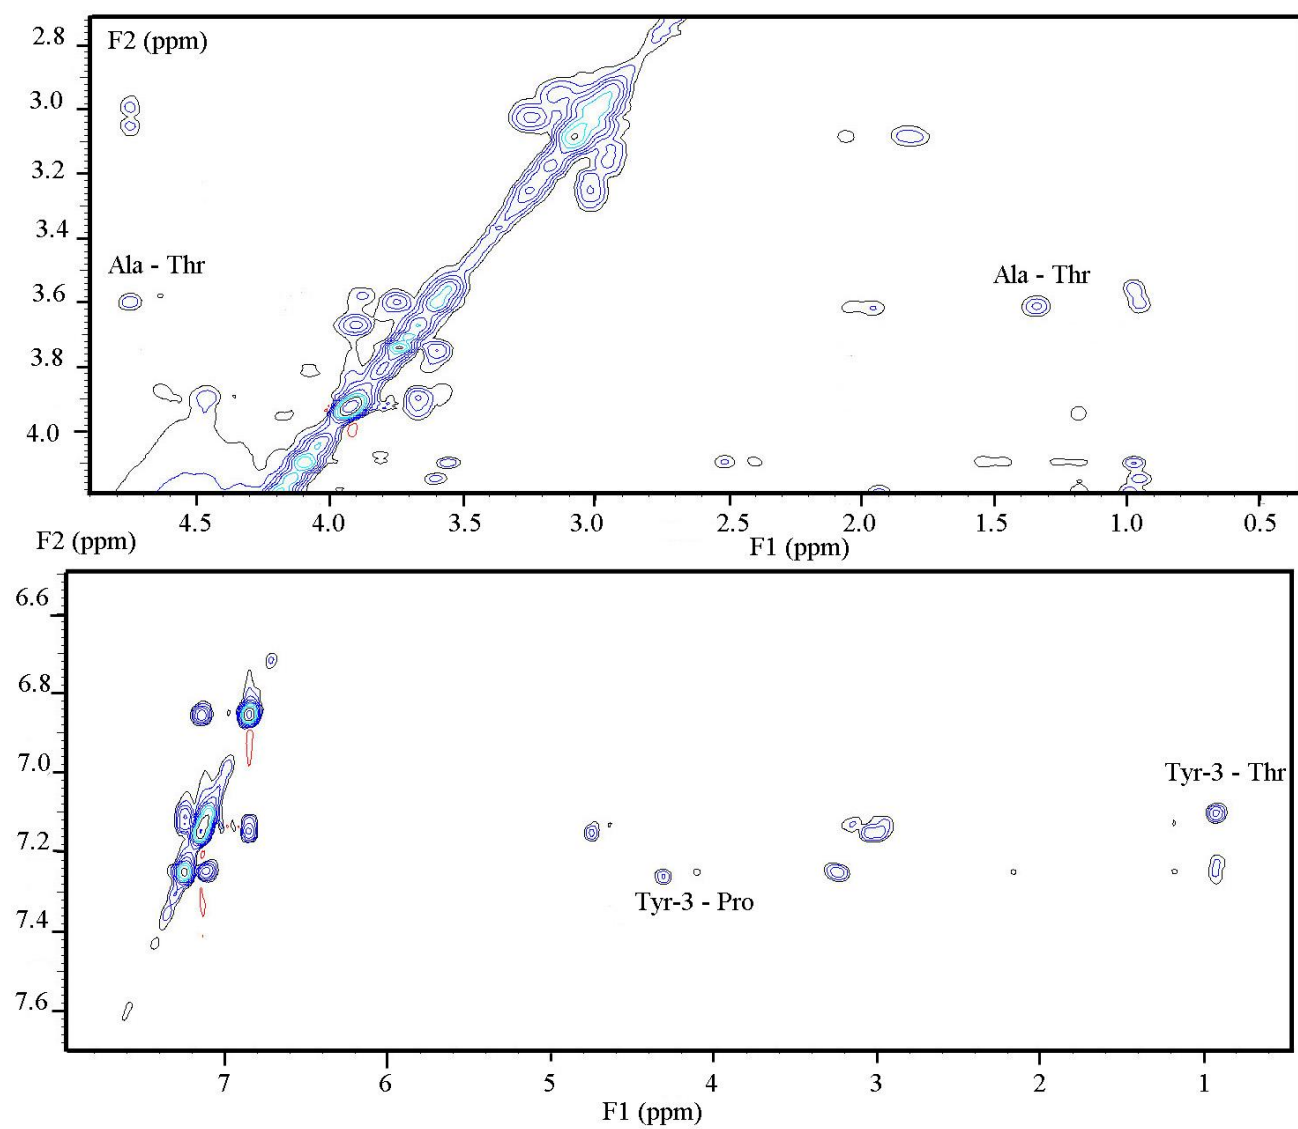 F2 (ppm)
2.8
3.0
3.2
3.4
Ala - Thr
Ala - Thr
3.6
3.8
4.0
4.5 4.0 3.5 3.0 2.5 2.0 1.5 1.0 0.5
F1 (ppm)
F2 (ppm)
6.6
6.8
7.0
Tyr-3 - Thr
7.2
Tyr-3 - Pro
7.4
7.6
7 6 5 4 3 2 1
F1 (ppm)